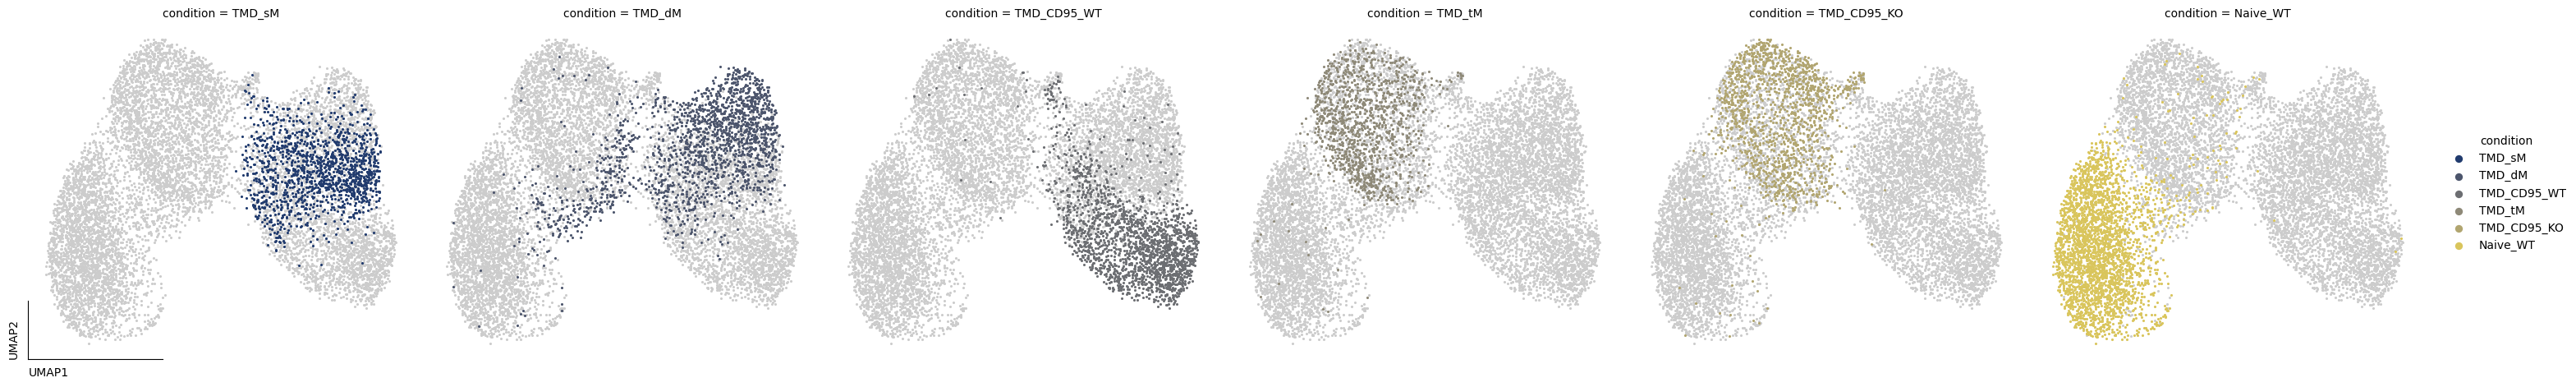 condition = TMD_sM
condition = TMD_dM
condition = TMD_CD95_WT
condition = TMD_tM
condition = TMD_CD95_KO
condition = Naive_WT
condition
TMD_sM
TMD_dM
TMD_CD95_WT
TMD_tM
TMD_CD95_KO
Naive_WT
UMAP2
UMAP1